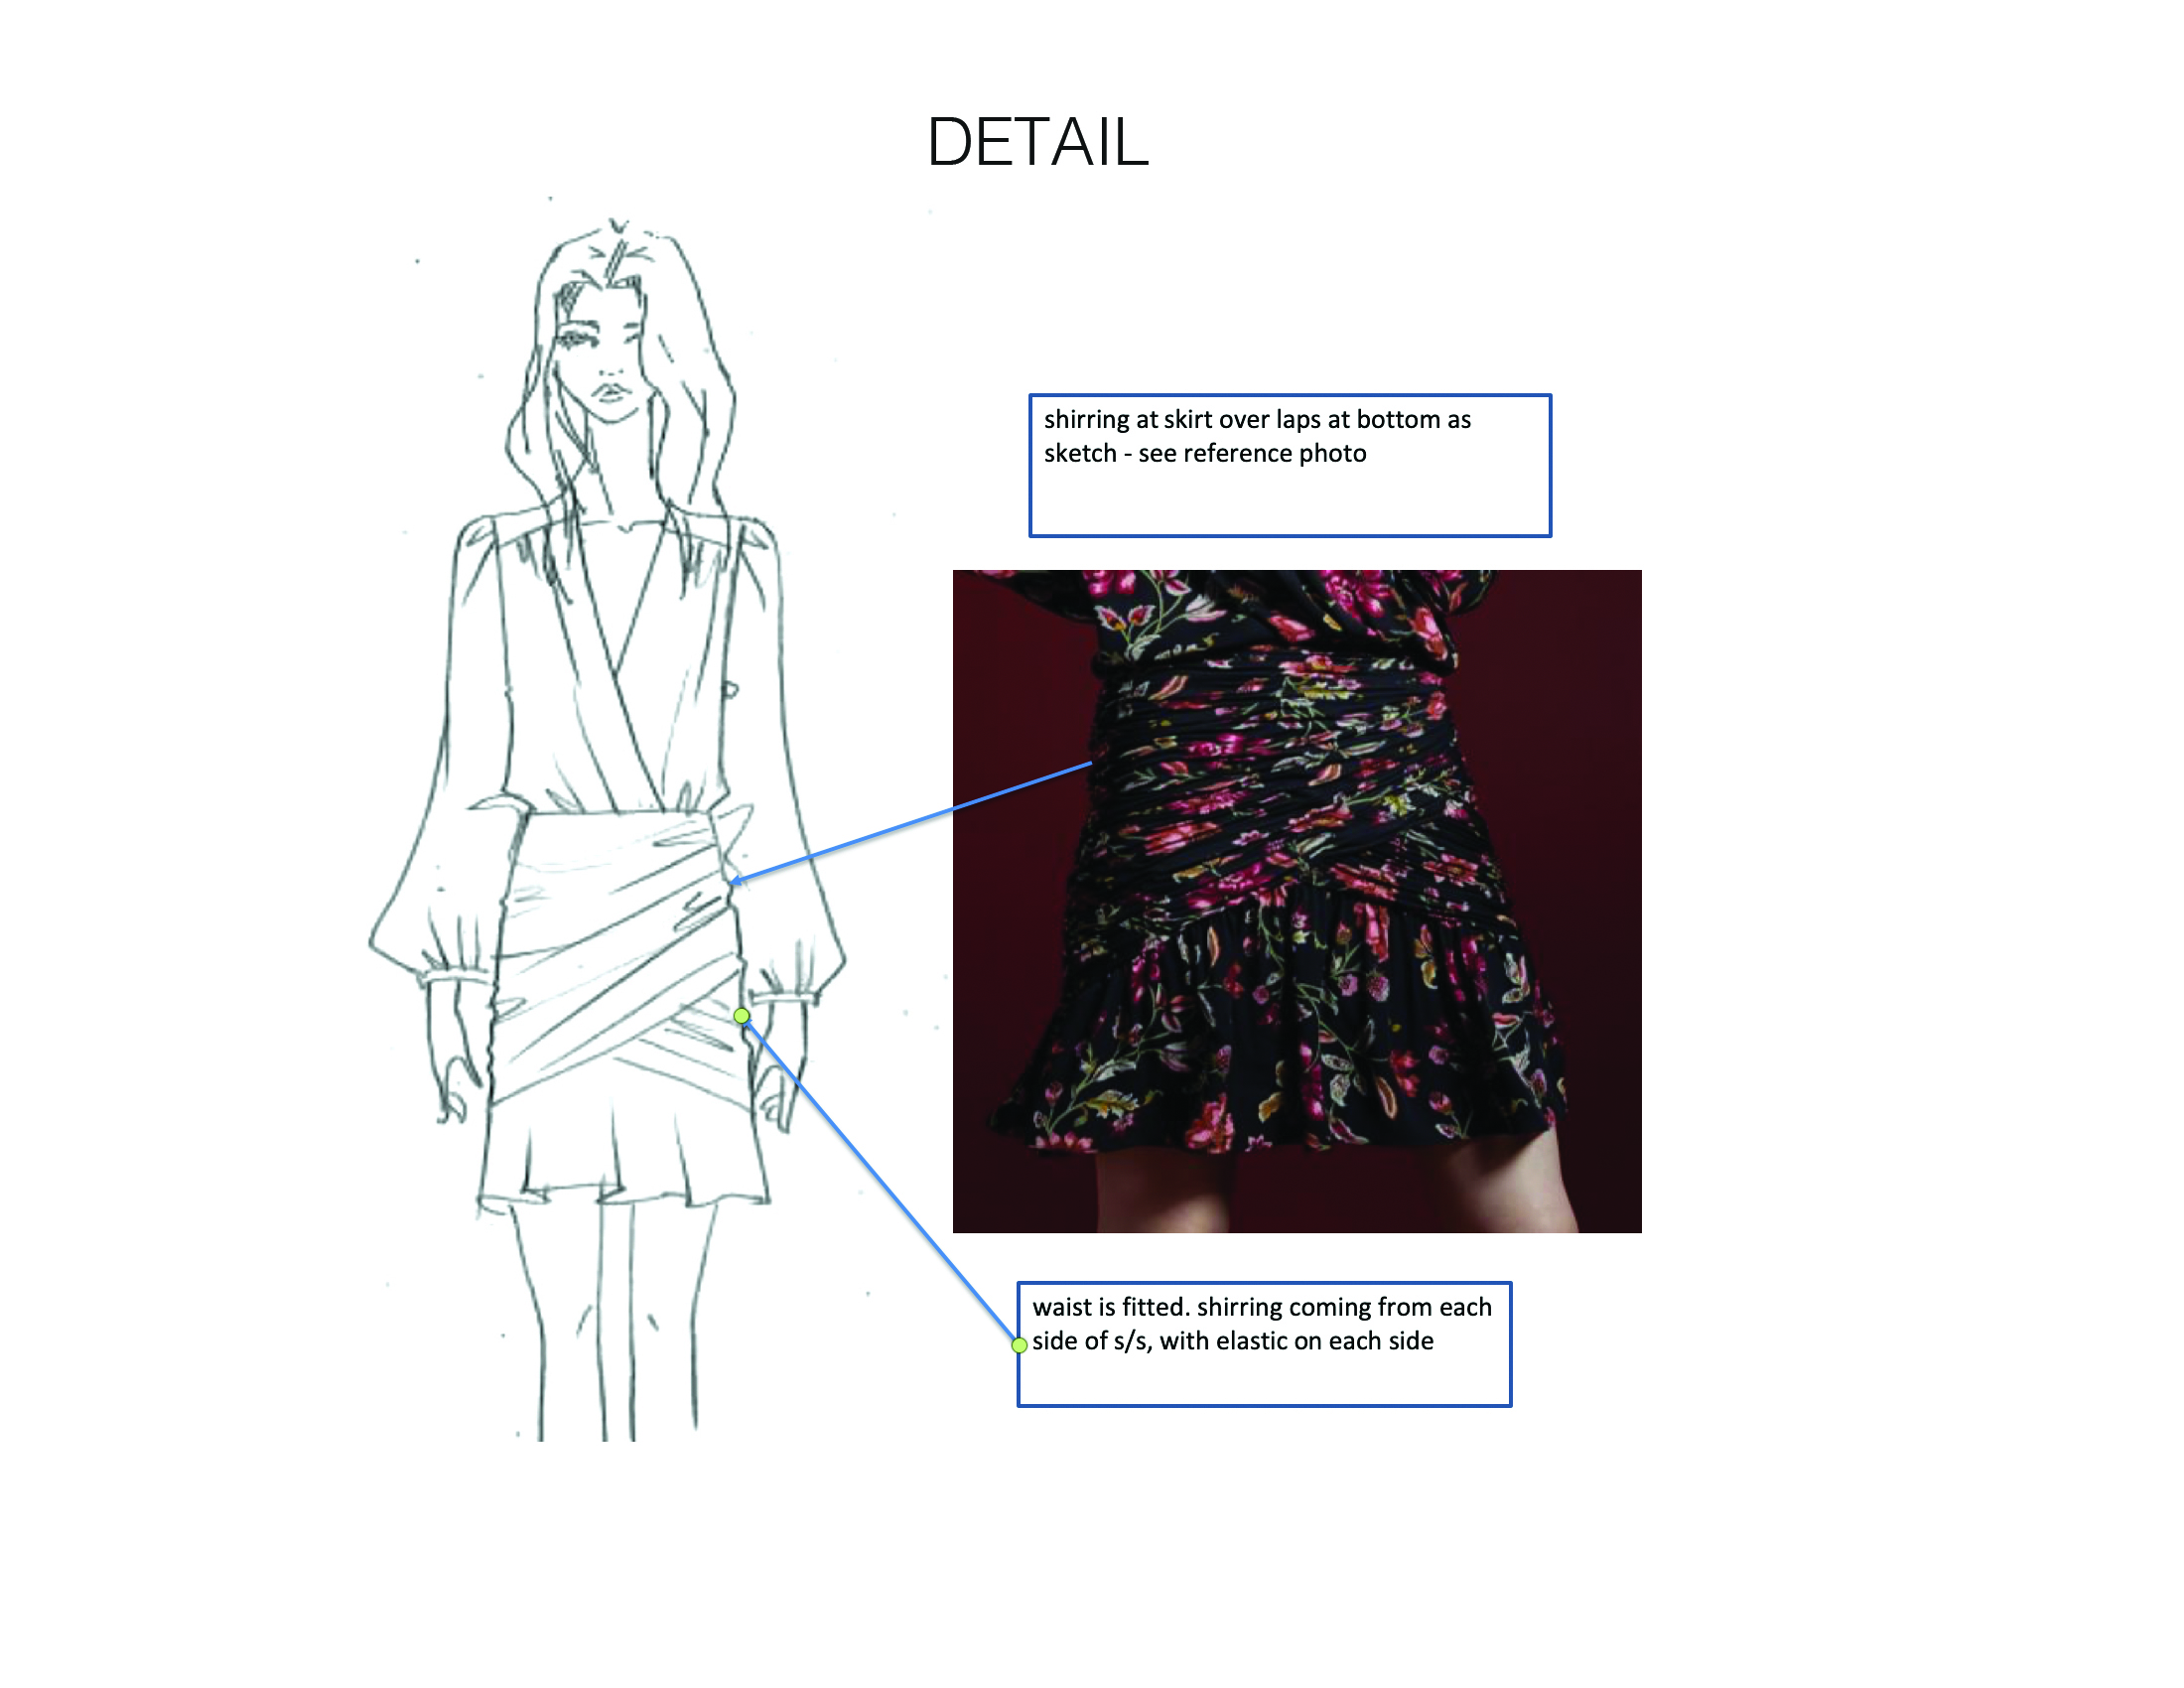 DETAIL
shirring at skirt over laps at bottom as
sketch - see reference photo
waist is fitted. shirring coming from each
side of s/s, with elastic on each side